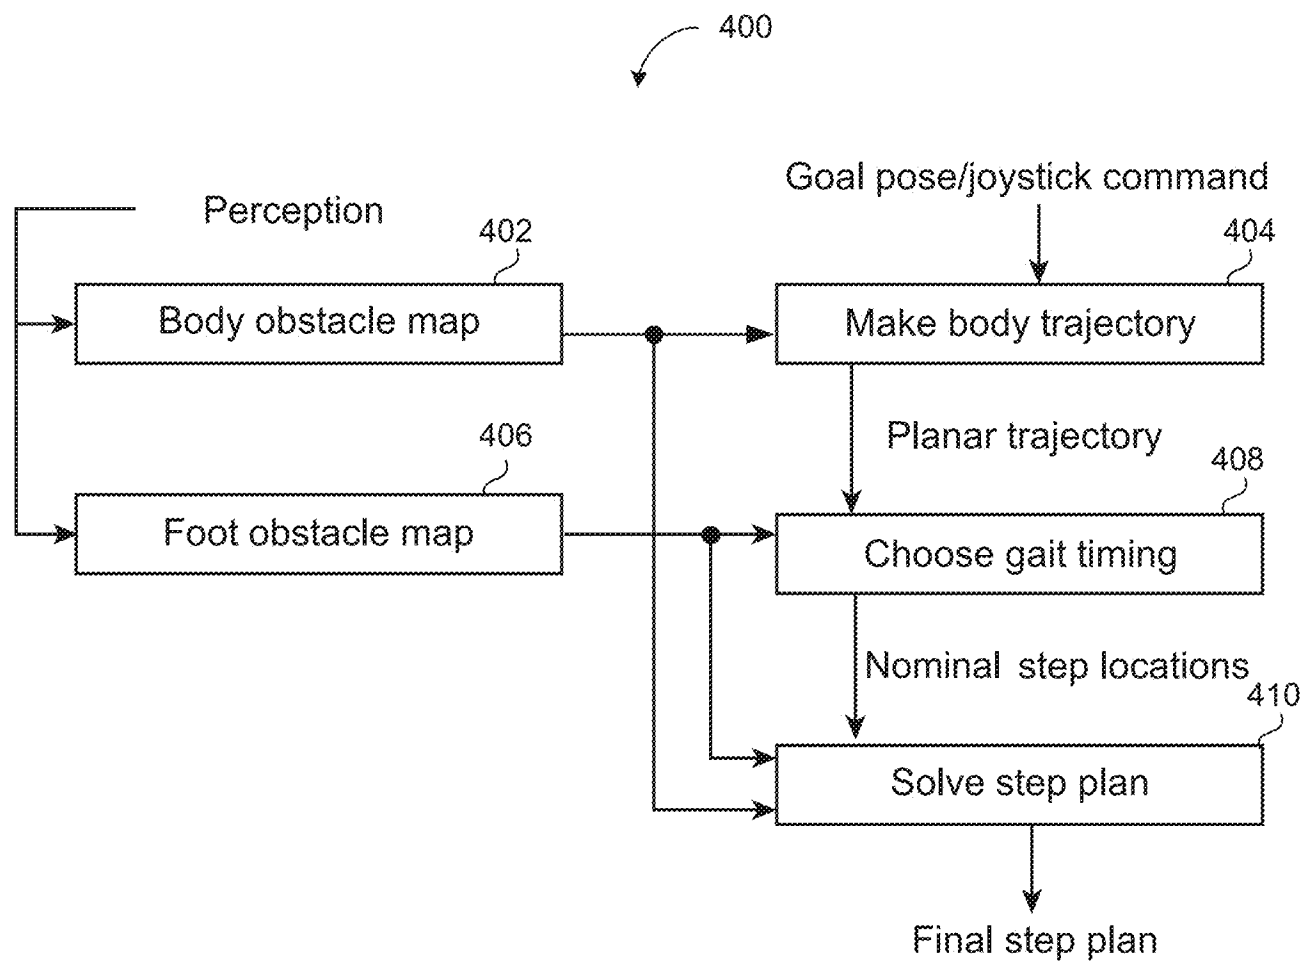 400
Goal pose/joystick command
Perception
402
404
Body obstacle map
Make body trajectory
406
Planar trajectory
408
Foot obstacle map
Choose gait timing
Nominal step locations
410
Solve step plan
Final step plan